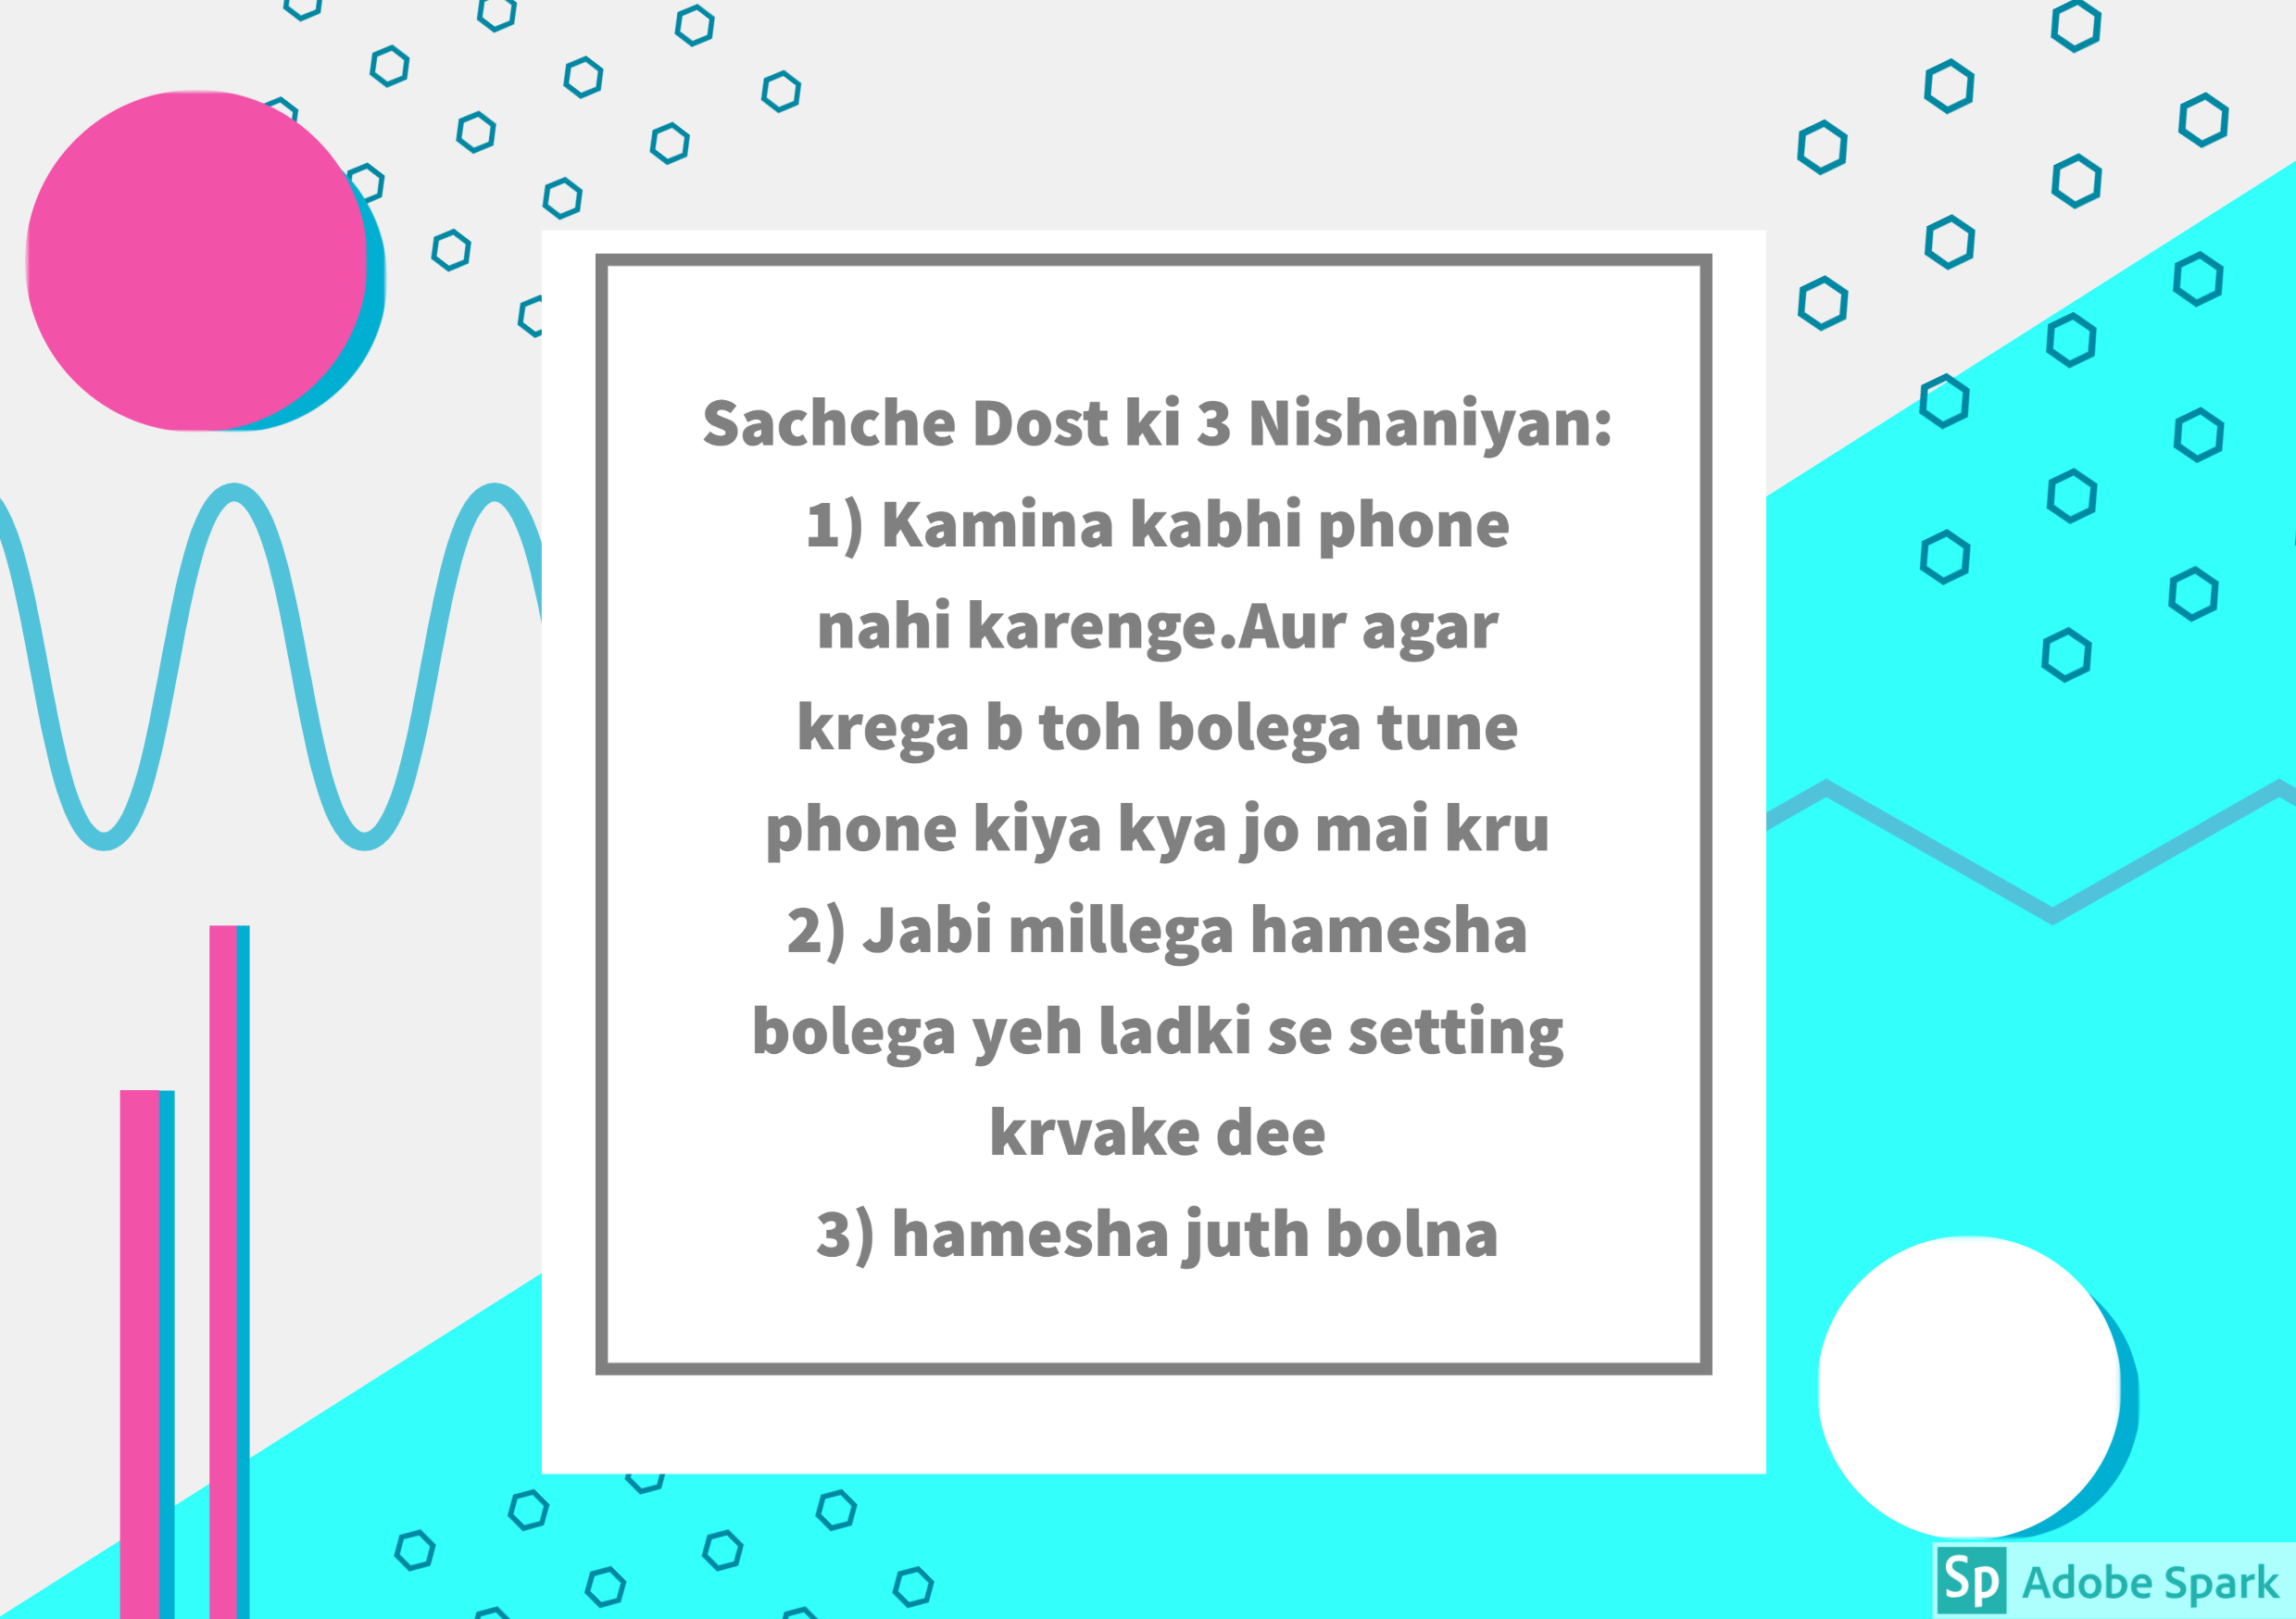 Sachche Dost ki 3 Nishaniyan:
1) Kamina kabhi phone
nahi karenge.Aur agar
krega b toh bolega tune
phone kiya kya jo mai kru
2) Jabi millega hamesha
bolega yeh ladki se setting
krvake dee
3) hamesha juth bolna
Sp Adobe Spark